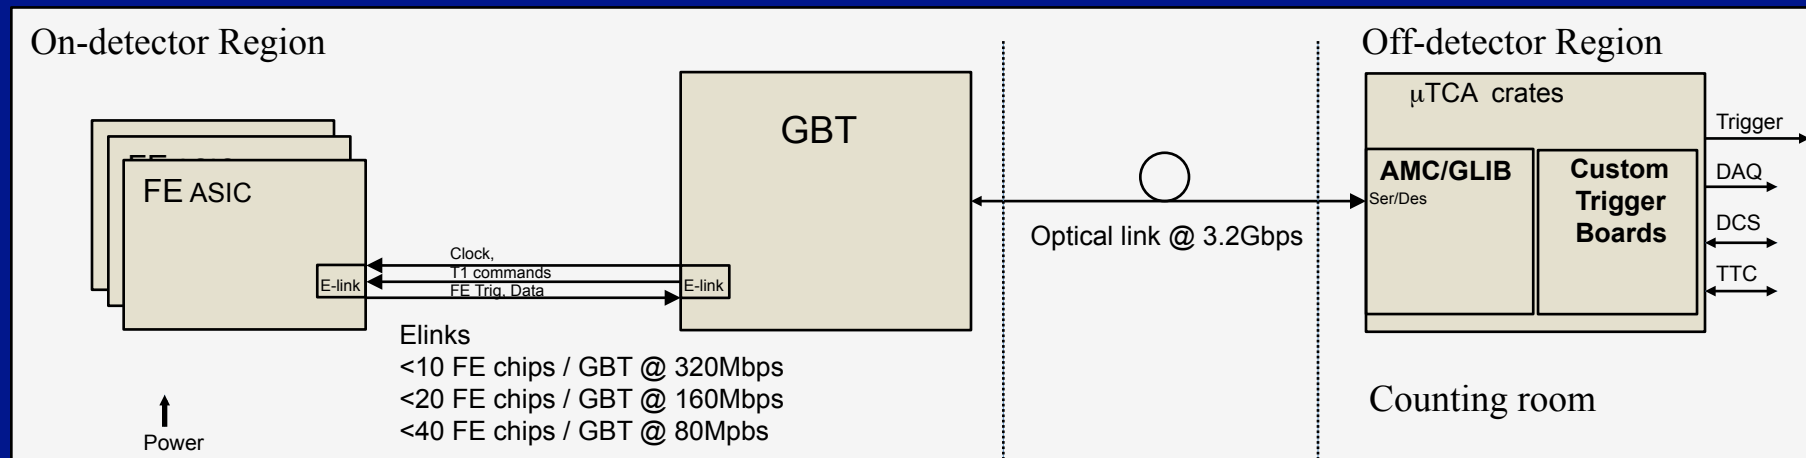 On-detector Region
Off-detector Region
GBT
FE ASIC
E-link
Clock,
T1 commands
FE Trig, Data
E-link
Elinks
<10 FE chips / GBT @ 320Mbps
<20 FE chips / GBT @ 160Mbps
<40 FE chips / GBT @ 80Mpbs
Power
Optical link @ 3.2Gbps
μTCA crates
AMC/GLIB
Ser/Des
Custom
Trigger
Boards
Trigger
DAQ
DCS
TTC
Counting room